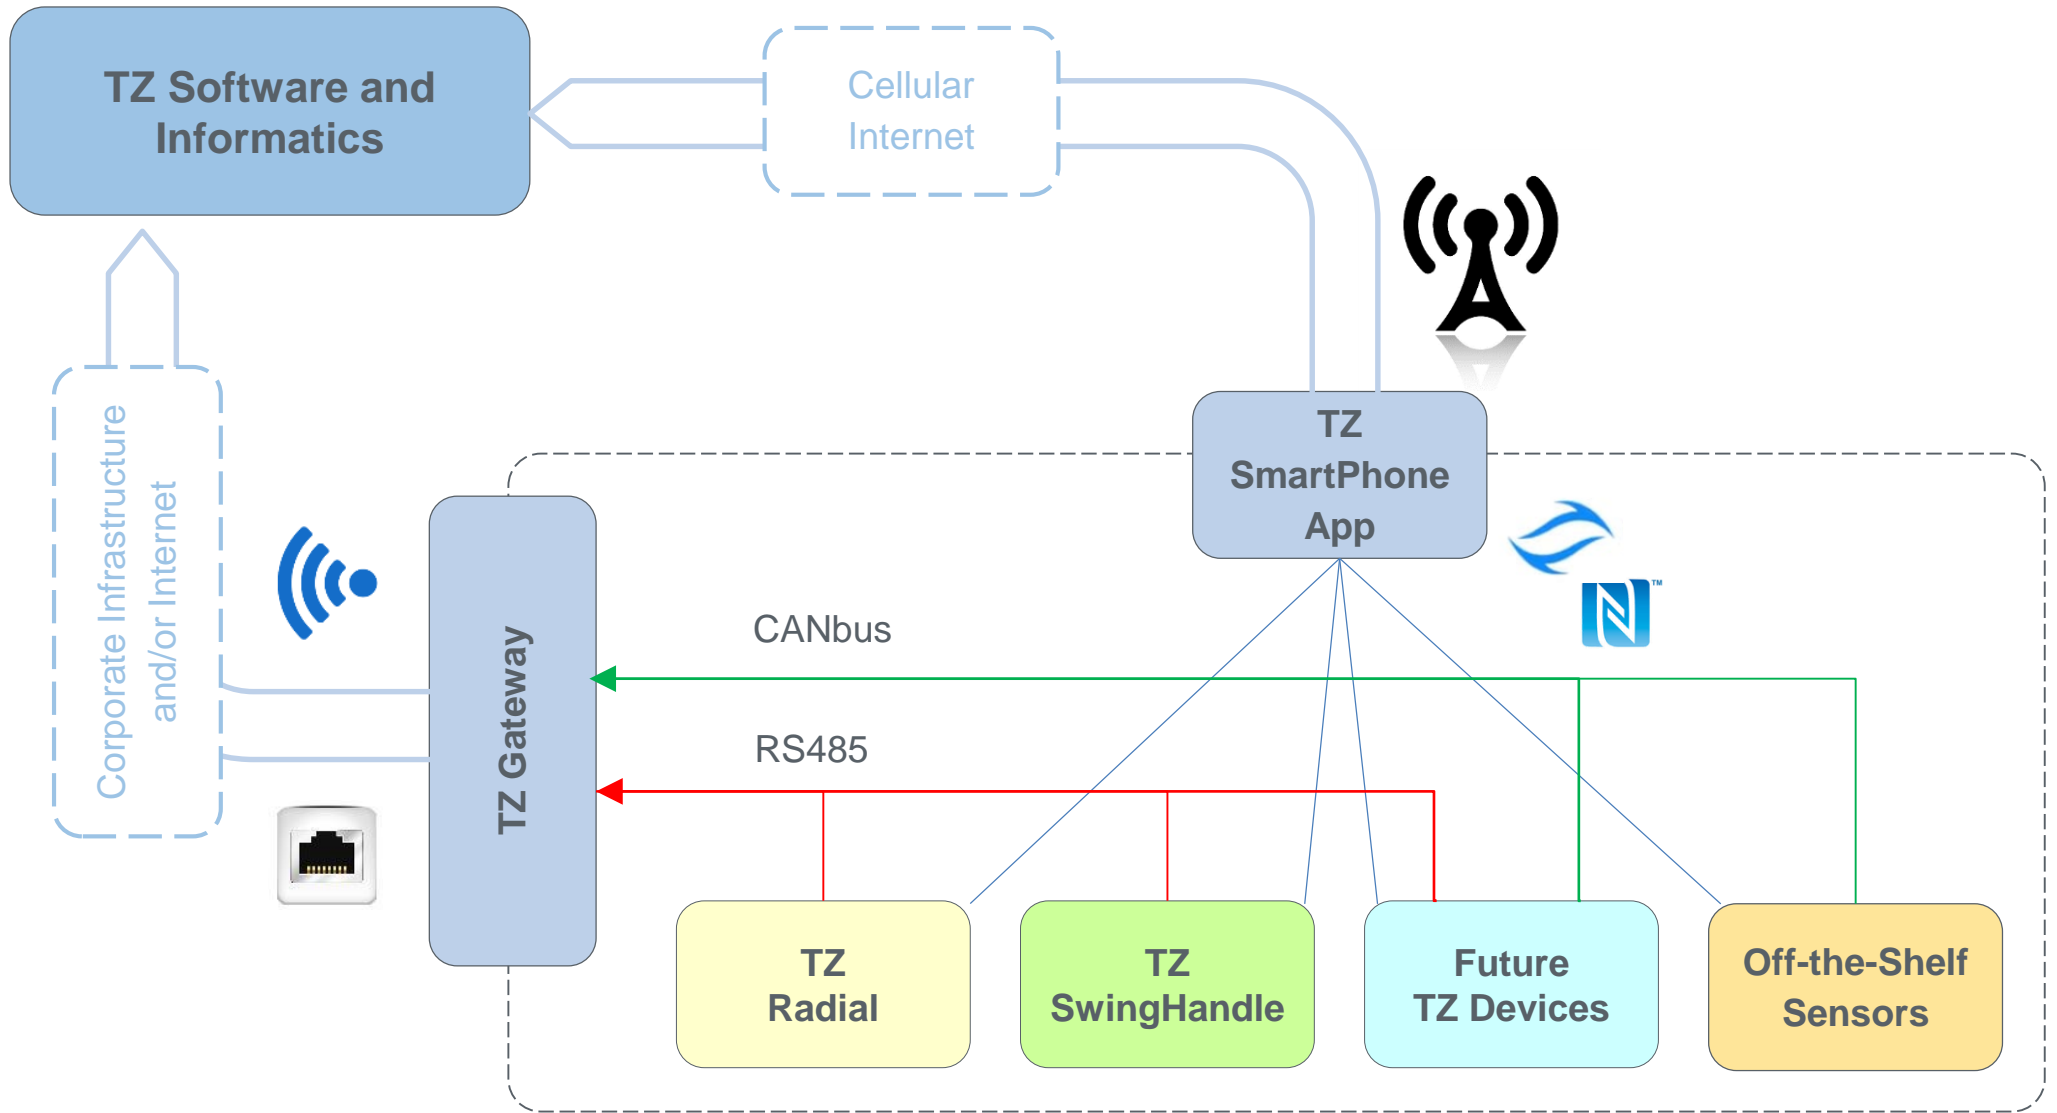 TZ Software and
Informatics
Cellular
Internet
Corporate Infrastructure
and/or Internet
TZ
SmartPhone
App
TM
N
TZ Gateway
CANbus
RS485
TZ
Radial
TZ
SwingHandle
Future
TZ Devices
Off-the-Shelf
Sensors